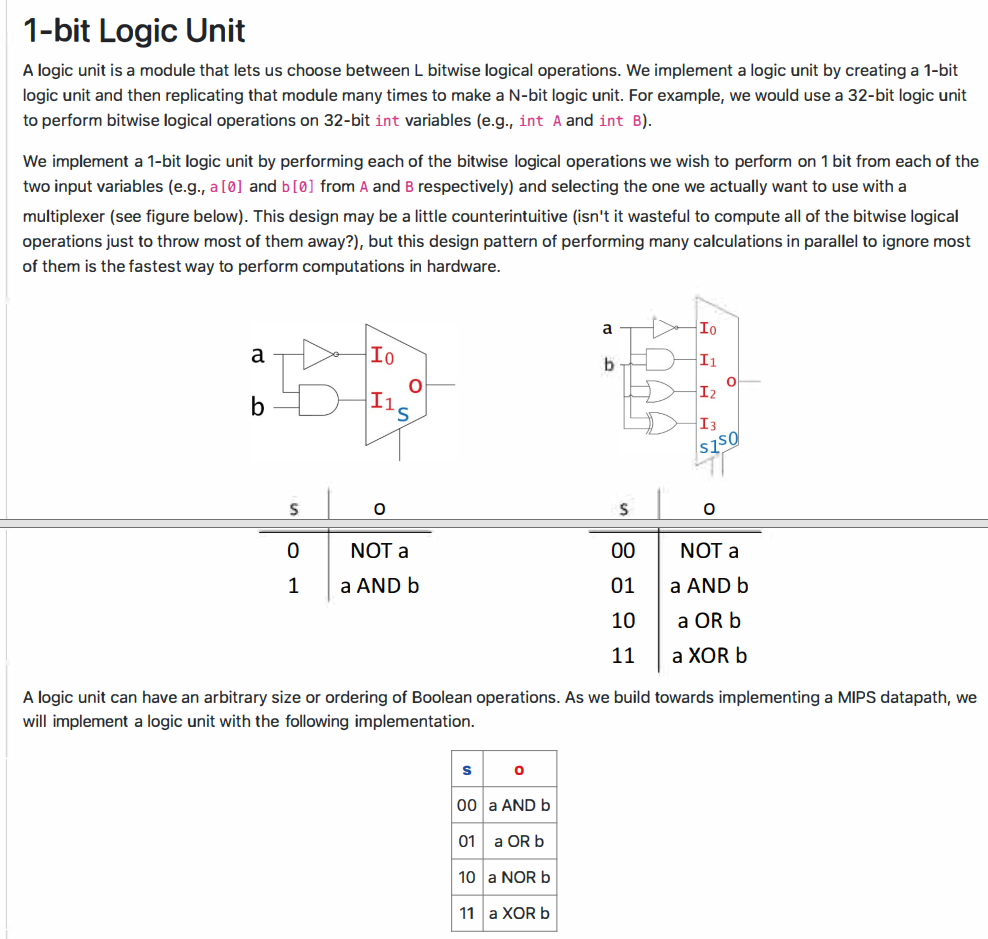 1-bit Logic Unit
A logic unit is a module that lets us choose between L bitwise logical operations. We implement a logic unit by creating a 1-bit
logic unit and then replicating that module many times to make a N-bit logic unit. For example, we would use a 32-bit logic unit
to perform bitwise logical operations on 32-bit int variables (e.g., int A and int B).
We implement a 1-bit logic unit by performing each of the bitwise logical operations we wish to perform on 1 bit from each of the
two input variables (e.g., a[0] and b[0] from A and B respectively) and selecting the one we actually want to use with a
multiplexer (see figure below). This design may be a little counterintuitive (isn't it wasteful to compute all of the bitwise logical
operations just to throw most of them away?), but this design pattern of performing many calculations in parallel to ignore most
of them is the fastest way to perform computations in hardware.
a
b
I0
I1
O
S
s o
0 NOT a
1 a AND b
a
b
I0
I1
I2
I3
O
s1s0
s o
00 NOT a
01 a AND b
10 a OR b
11 a XOR b
A logic unit can have an arbitrary size or ordering of Boolean operations. As we build towards implementing a MIPS datapath, we
will implement a logic unit with the following implementation.
s o
00 a AND b
01 a OR b
10 a NOR b
11 a XOR b